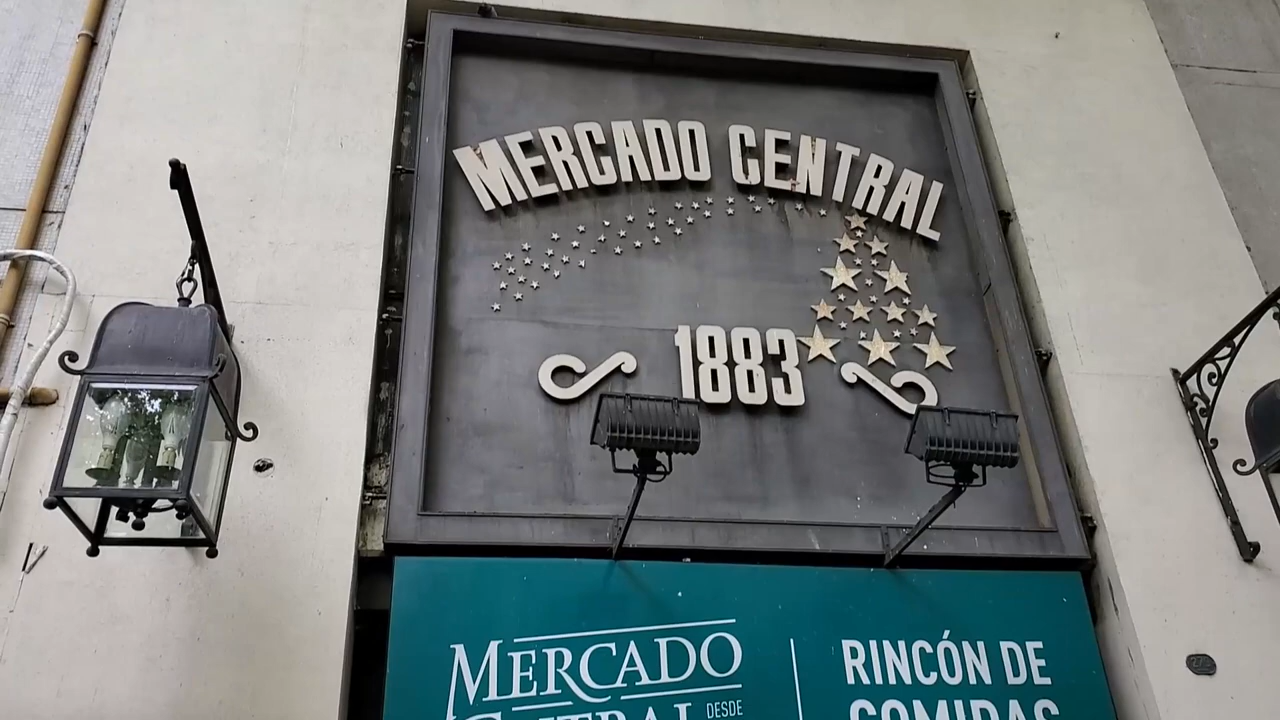 MERCADO CENTRAL
1883
MERCADO
CENTRAL DESDE
RINCÓN DE
COMIDAS